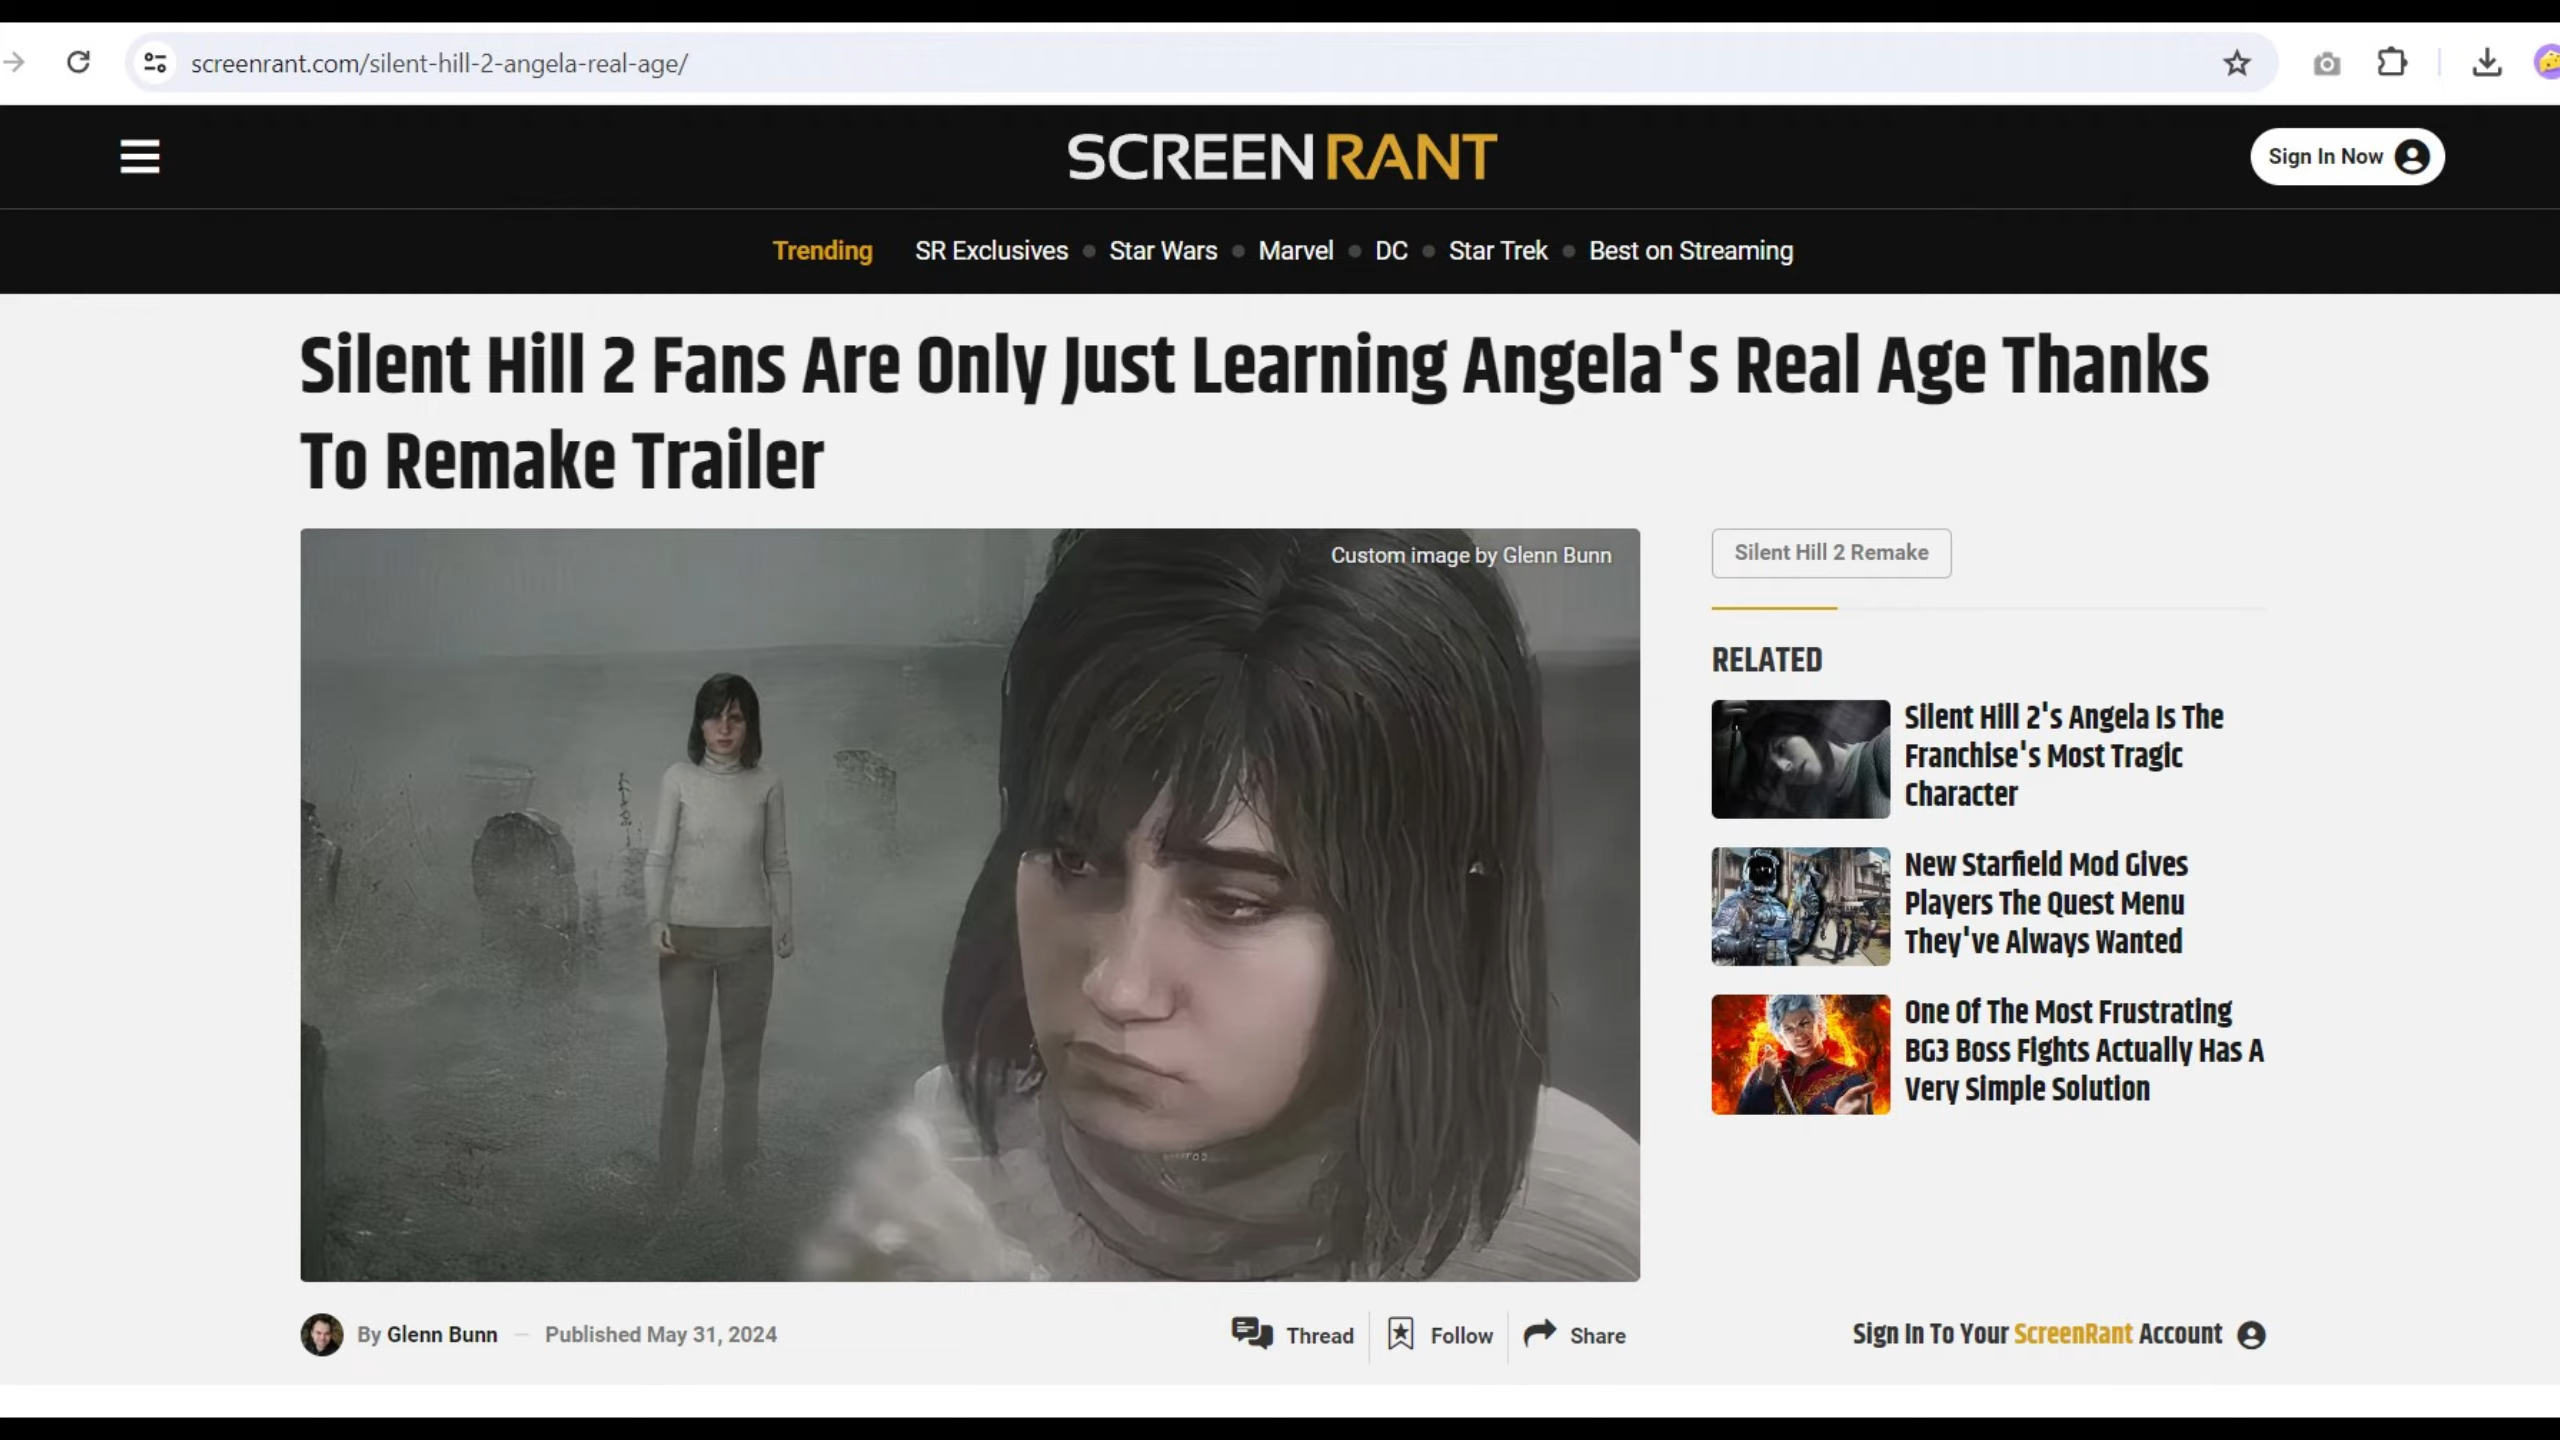 screenrant.com/silent-hill-2-angela-real-age/
SCREENRANT
Sign In Now
Trending SR Exclusives Star Wars Marvel DC Star Trek Best on Streaming
Silent Hill 2 Fans Are Only Just Learning Angela's Real Age Thanks
To Remake Trailer
Custom image by Glenn Bunn
Silent Hill 2 Remake
RELATED
Silent Hill 2's Angela Is The
Franchise's Most Tragic
Character
New Starfield Mod Gives
Players The Quest Menu
They've Always Wanted
One Of The Most Frustrating
BG3 Boss Fights Actually Has A
Very Simple Solution
By Glenn Bunn — Published May 31, 2024
Thread
Follow
Share
Sign In To Your ScreenRant Account